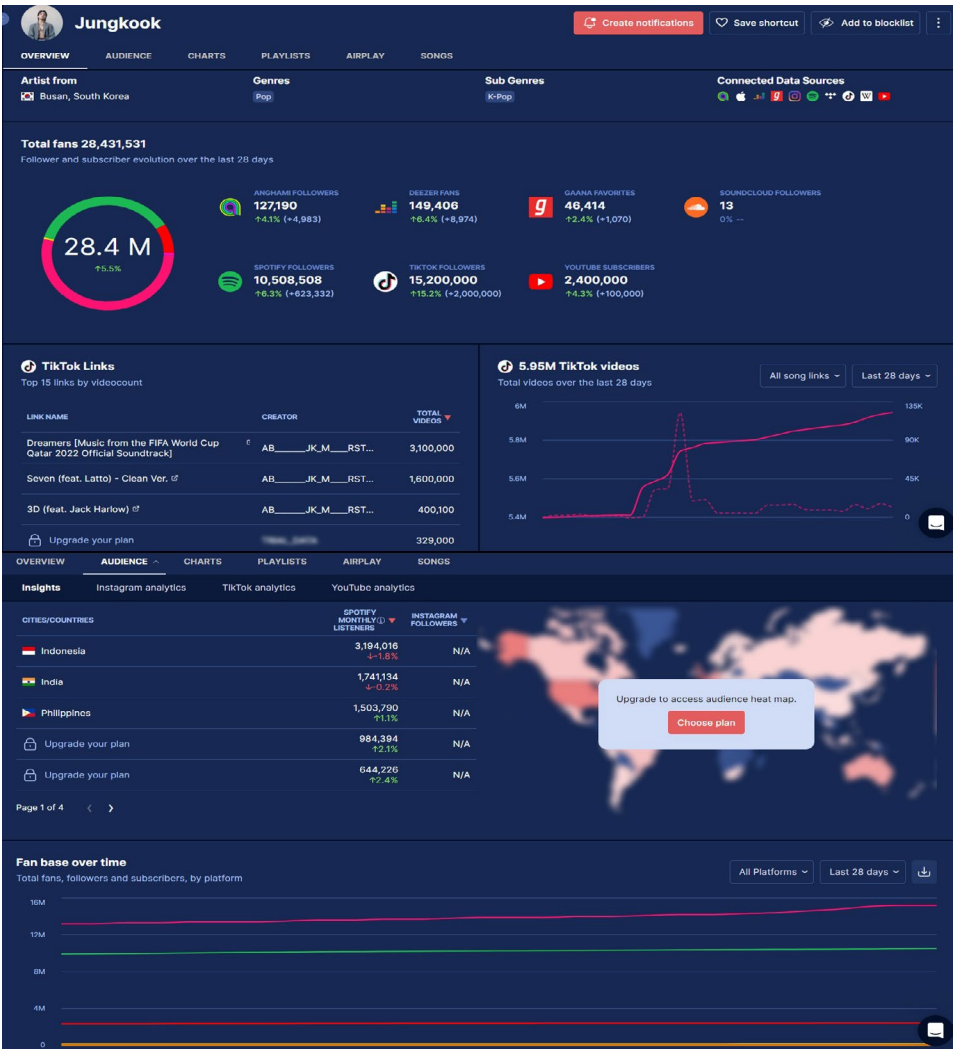 Jungkook
Create notifications
Save shortcut
Add to blocklist
OVERVIEW AUDIENCE CHARTS PLAYLISTS AIRPLAY SONGS
Artist from Genres Sub Genres Connected Data Sources
Busan, South Korea Pop K-Pop
Total fans 28,431,531
Follower and subscriber evolution over the last 28 days
28.4 M
↑5.5%
ANGHAMI FOLLOWERS
127,190
↑4.1% (+4,983)
DEEZER FANS
149,406
↑6.4% (+8,974)
GAANA FAVORITES
46,414
↑2.4% (+1,070)
SOUNDCLOUD FOLLOWERS
13
0% --
SPOTIFY FOLLOWERS
10,508,508
↑6.3% (+623,332)
TIKTOK FOLLOWERS
15,200,000
↑15.2% (+2,000,000)
YOUTUBE SUBSCRIBERS
2,400,000
↑4.3% (+100,000)
TikTok Links
Top 15 links by videocount
LINK NAME CREATOR TOTAL VIDEOS
Dreamers [Music from the FIFA World Cup
Qatar 2022 Official Soundtrack]
AB______JK_M___RST... 3,100,000
Seven (feat. Latto) - Clean Ver. AB______JK_M___RST... 1,600,000
3D (feat. Jack Harlow) AB______JK_M___RST... 400,100
Upgrade your plan 329,000
5.95M TikTok videos
Total videos over the last 28 days
All song links
Last 28 days
6M 135K
5.8M 90K
5.6M 45K
5.4M 0
OVERVIEW AUDIENCE CHARTS PLAYLISTS AIRPLAY SONGS
Insights Instagram analytics TikTok analytics YouTube analytics
CITIES/COUNTRIES
SPOTIFY
MONTHLY
LISTENERS
INSTAGRAM
FOLLOWERS
Indonesia 3,194,016 N/A
↓-1.8%
India 1,741,134 N/A
↓-0.2%
Philippines 1,503,790 N/A
↑1.1%
Upgrade your plan 984,394 N/A
↑2.1%
Upgrade your plan 644,226 N/A
↑2.4%
Page 1 of 4
Upgrade to access audience heat map.
Choose plan
Fan base over time
Total fans, followers and subscribers, by platform
All Platforms
Last 28 days
16M
12M
8M
4M
0